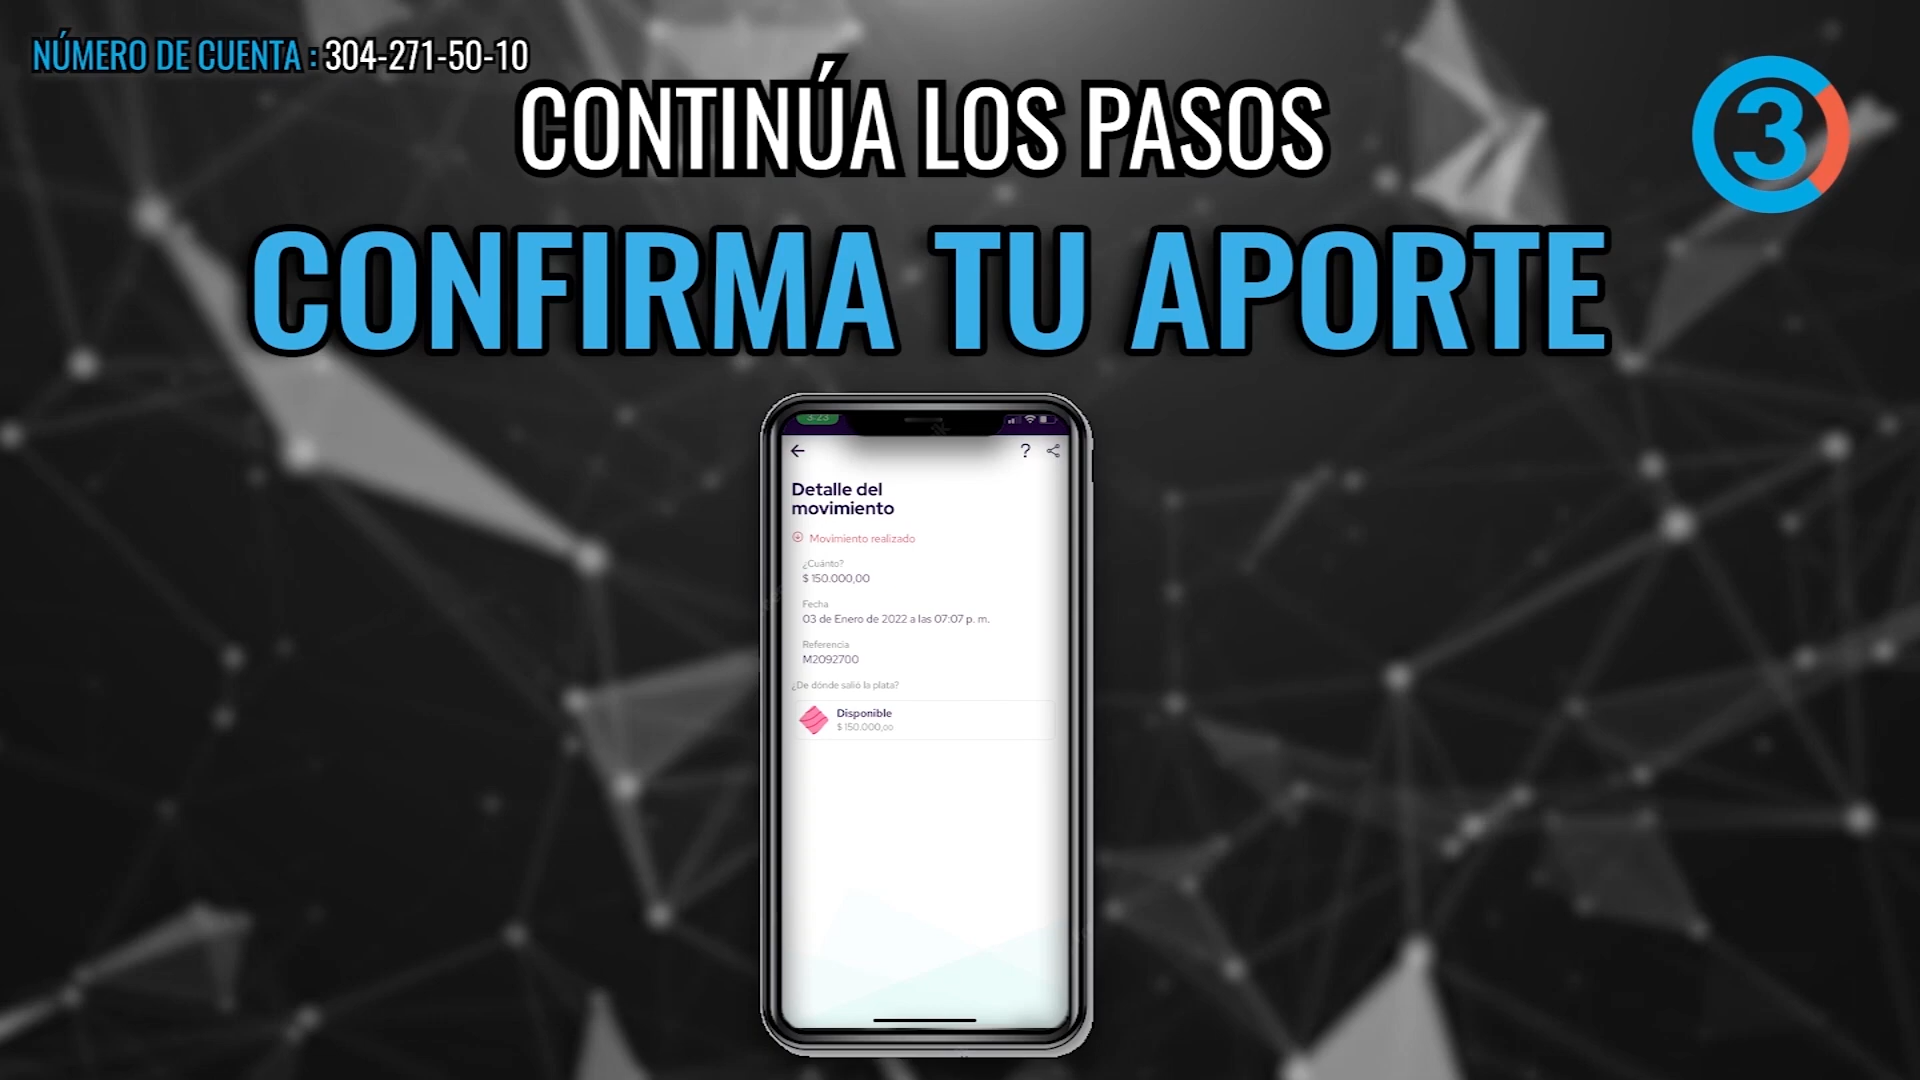 NÚMERO DE CUENTA : 304-271-50-10
3
CONTINÚA LOS PASOS
CONFIRMA TU APORTE
3:23
?
Detalle del
movimiento
Movimiento realizado
¿Cuánto?
$ 150.000,00
Fecha
03 de Enero de 2022 a las 07:07 p. m.
Referencia
M2092700
¿De dónde salió la plata?
Disponible
$ 150.000,00